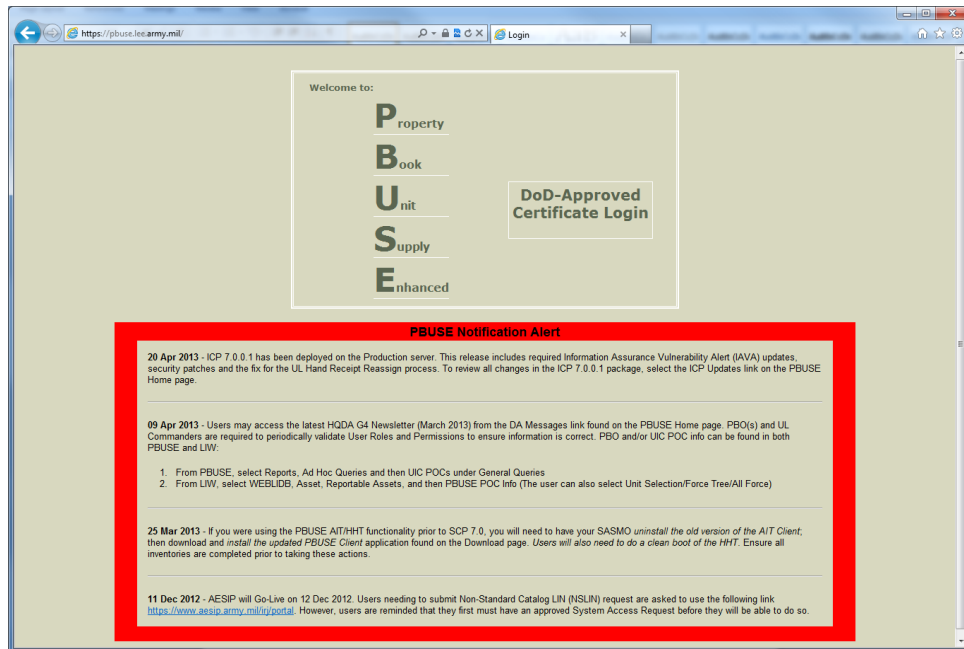 https://pbuse.lee.army.mil/
Login
Welcome to:
Property
Book
Unit
Supply
Enhanced
DoD-Approved
Certificate Login
PBUSE Notification Alert
20 Apr 2013 - ICP 7.0.0.1 has been deployed on the Production server. This release includes required Information Assurance Vulnerability Alert (IAVA) updates,
security patches and the fix for the UL Hand Receipt Reassign process. To review all changes in the ICP 7.0.0.1 package, select the ICP Updates link on the PBUSE
Home page.
09 Apr 2013 - Users may access the latest HQDA G4 Newsletter (March 2013) from the DA Messages link found on the PBUSE Home page. PBO(s) and UL
Commanders are required to periodically validate User Roles and Permissions to ensure information is correct. PBO and/or UIC POC info can be found in both
PBUSE and LIW:
1. From PBUSE, select Reports, Ad Hoc Queries and then UIC POCs under General Queries
2. From LIW, select WEBLIDB, Asset, Reportable Assets, and then PBUSE POC Info (The user can also select Unit Selection/Force Tree/All Force)
25 Mar 2013 - If you were using the PBUSE AIT/HHT functionality prior to SCP 7.0, you will need to have your SASMO uninstall the old version of the AIT Client;
then download and install the updated PBUSE Client application found on the Download page. Users will also need to do a clean boot of the HHT. Ensure all
inventories are completed prior to taking these actions.
11 Dec 2012 - AESIP will Go-Live on 12 Dec 2012. Users needing to submit Non-Standard Catalog LIN (NSLIN) request are asked to use the following link
https://www.aesip.army.mil/irj/portal. However, users are reminded that they first must have an approved System Access Request before they will be able to do so.